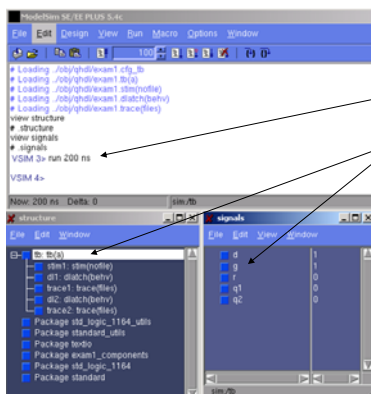 ModelSim SE/EE PLUS 5.4c
File Edit Design View Run Macro Options Window
100
# Loading ../obj/qhdl/exam1.cfg_tb
# Loading ../obj/qhdl/exam1.tb(a)
# Loading ../obj/qhdl/exam1.stim(nofile)
# Loading ../obj/qhdl/exam1.dlatch(behv)
# Loading ../obj/qhdl/exam1.trace(files)
view structure
# .structure
view signals
# .signals
VSIM 3> run 200 ns
VSIM 4>
Now: 200 ns Delta: 0 sim:/tb
structure
File Edit Window
tb: tb(a)
stim1: stim(nofile)
dl1: dlatch(behv)
trace1: trace(files)
dl2: dlatch(behv)
trace2: trace(files)
Package std_logic_1164_utils
Package standard_utils
Package textio
Package exam1_components
Package std_logic_1164
Package standard
signals
File Edit View Window
d 1
g 1
r 0
q1 0
q2 0
sim:/tb